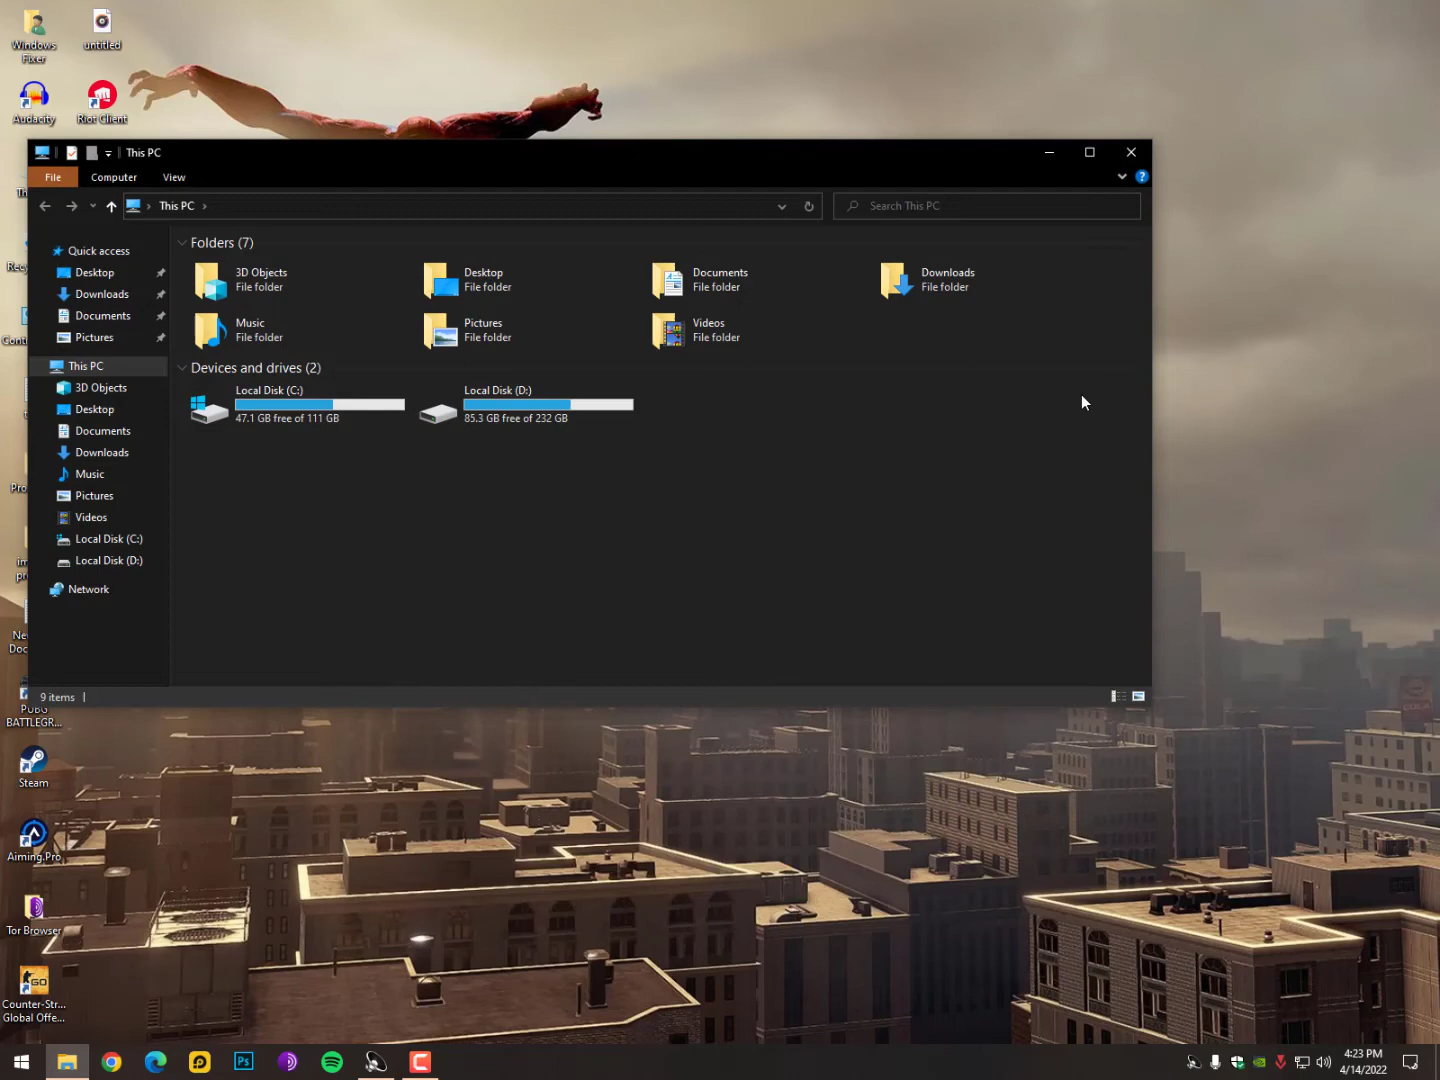 Windows
Fixer
untitled
Audacity
Riot Client
This PC
File
Computer
View
This PC
Search This PC
Quick access
Desktop
Downloads
Documents
Pictures
This PC
3D Objects
Desktop
Documents
Downloads
Music
Pictures
Videos
Local Disk (C:)
Local Disk (D:)
Network
Folders (7)
3D Objects
File folder
Desktop
File folder
Documents
File folder
Downloads
File folder
Music
File folder
Pictures
File folder
Videos
File folder
Devices and drives (2)
Local Disk (C:)
47.1 GB free of 111 GB
Local Disk (D:)
85.3 GB free of 232 GB
9 items
PUBG
BATTLEGR...
Steam
Aiming.Pro
Tor Browser
GO
Counter-Str...
Global Offe...
Ps
4:23 PM
4/14/2022